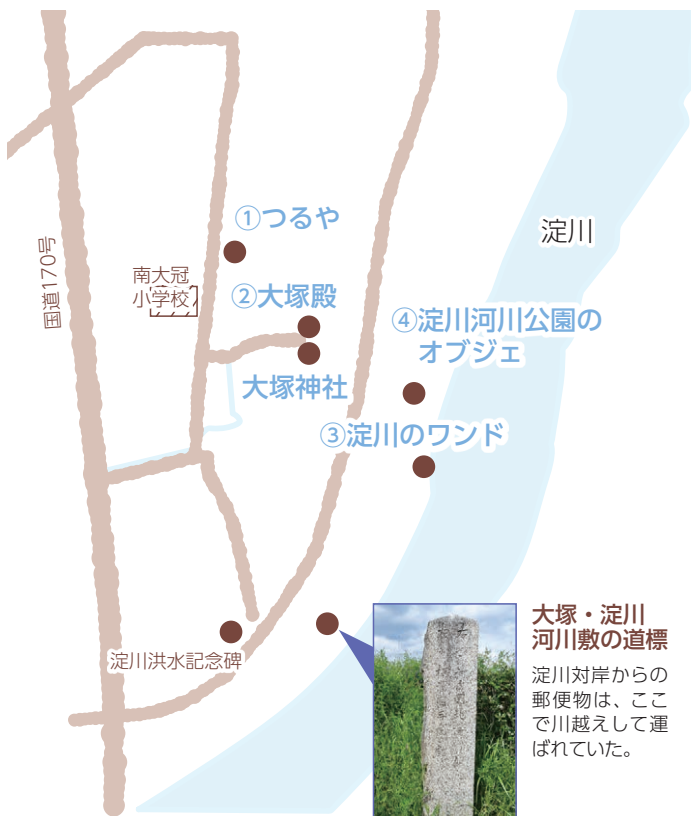 ①つるや
淀川
国道170号
南大冠
小学校
②大塚殿
④淀川河川公園の
オブジェ
大塚神社
③淀川のワンド
大塚・淀川
河川敷の道標
淀川洪水記念碑
淀川対岸からの
郵便物は、ここ
で川越えして運
ばれていた。